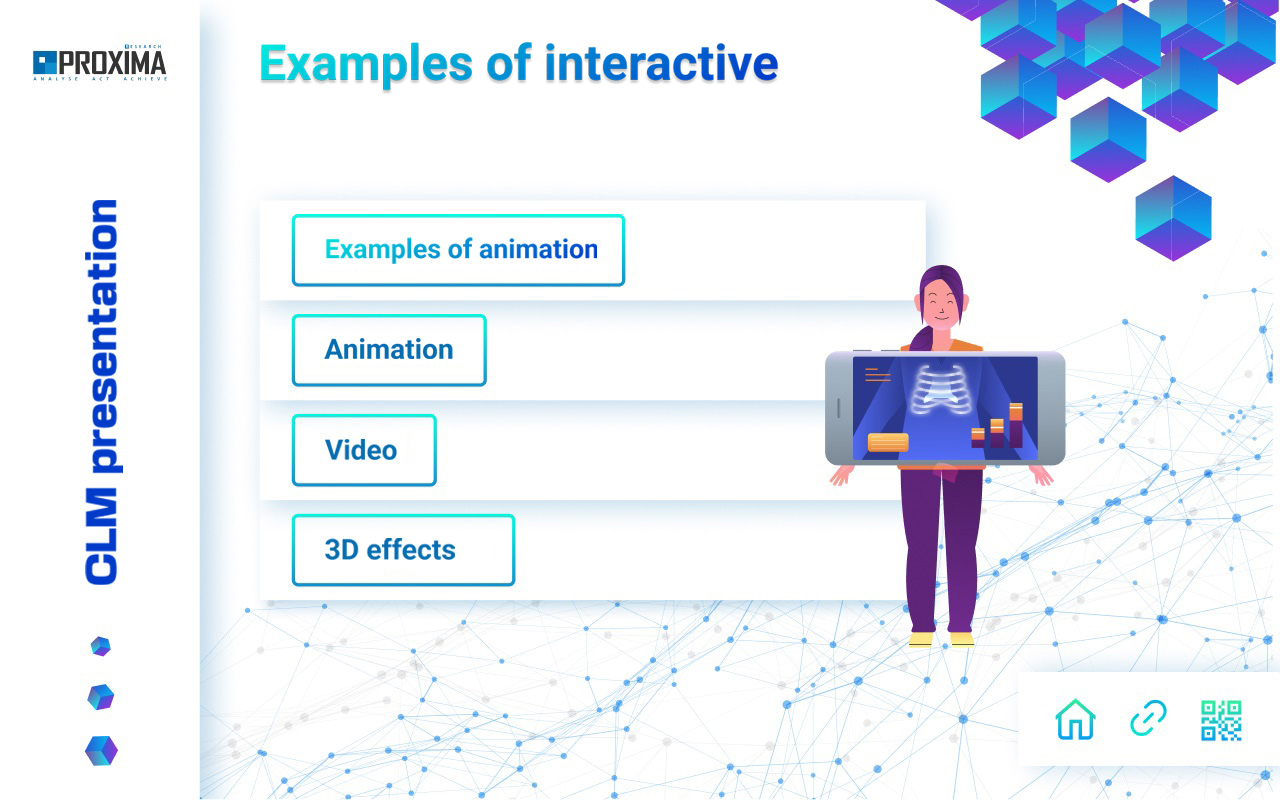 RESEARCH
PROXIMA
ANALYSE ACT ACHIEVE
CLM presentation
Examples of interactive
Examples of animation
Animation
Video
3D effects